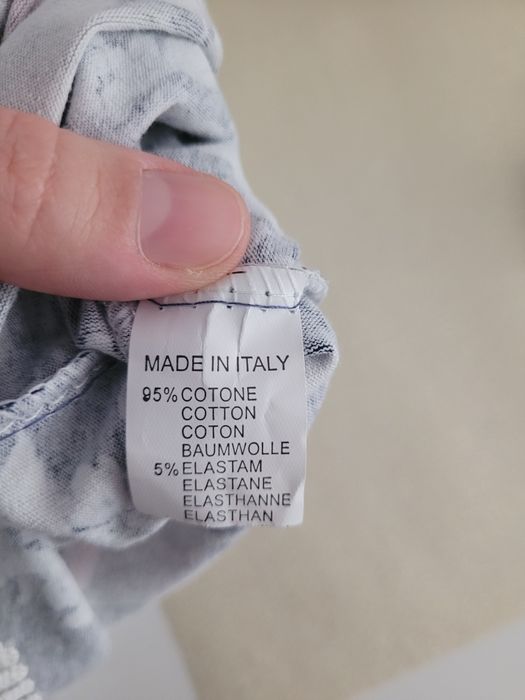 MADE IN ITALY
95% COTONE
COTTON
COTON
BAUMWOLLE
5% ELASTAM
ELASTANE
ELASTHANNE
ELASTHAN